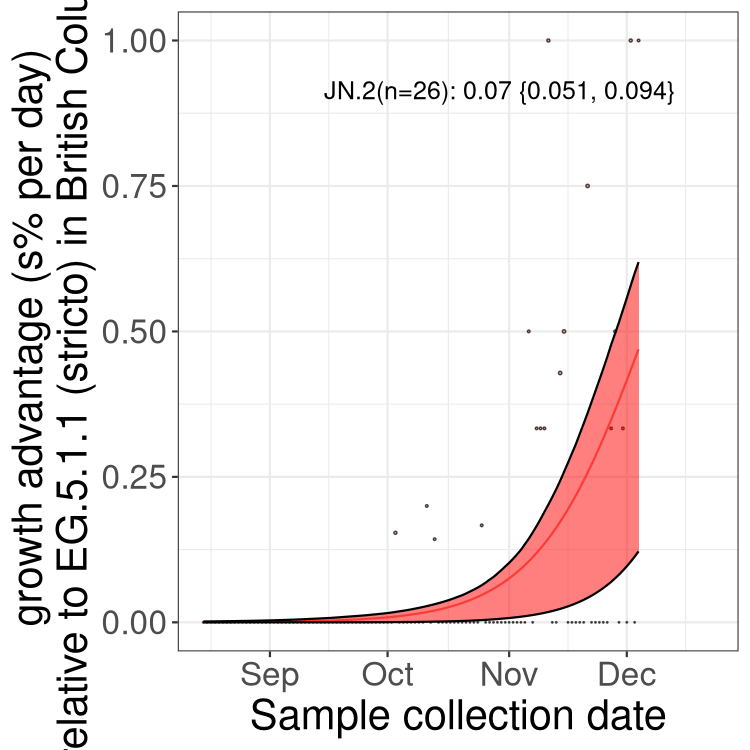 growth advantage (s% per day)
relative to EG.5.1.1 (stricto) in British
1.00
0.75
0.50
0.25
0.00
JN.2(n=26): 0.07 {0.051, 0.094}
Sep Oct Nov Dec
Sample collection date